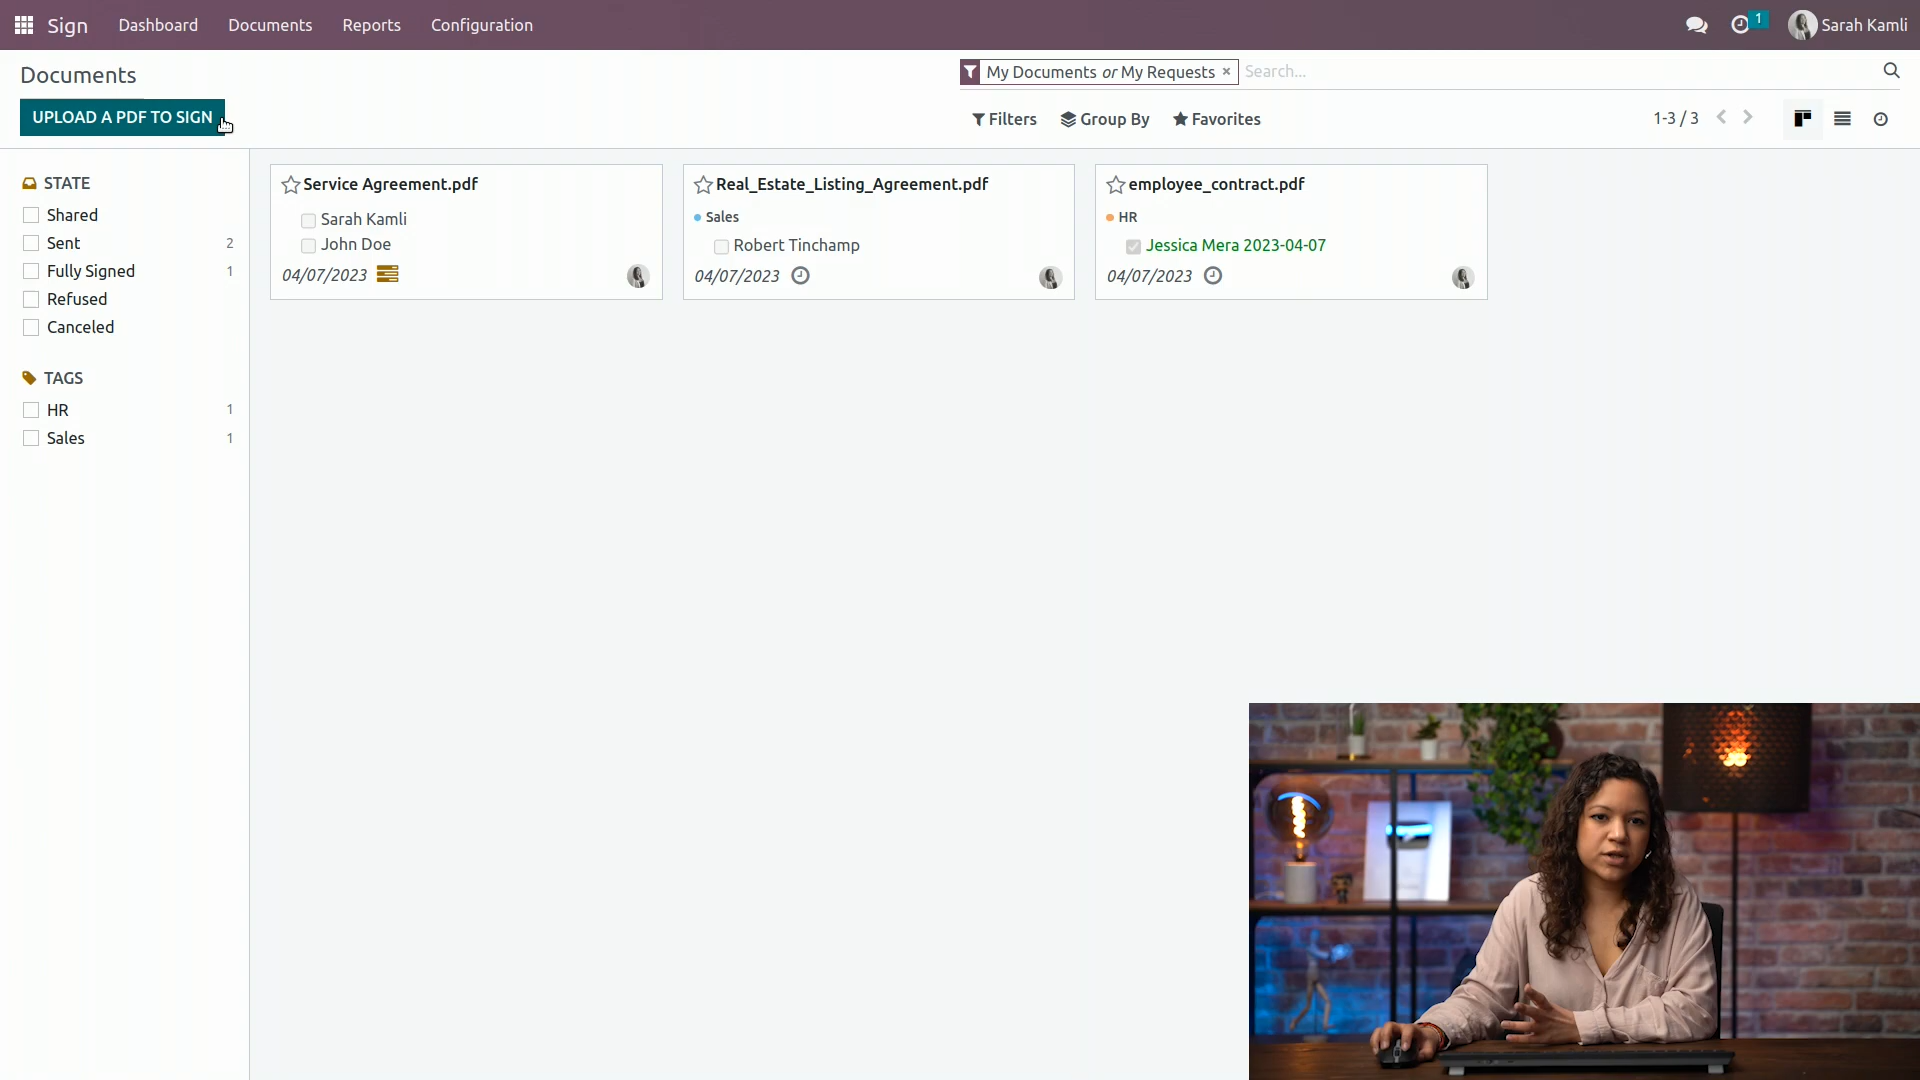 Sign Dashboard Documents Reports Configuration 1 Sarah Kamli
Documents
My Documents or My Requests × Search...
UPLOAD A PDF TO SIGN
Filters Group By Favorites 1-3 / 3
STATE
Shared
Sent 2
Fully Signed 1
Refused
Canceled
TAGS
HR 1
Sales 1
Service Agreement.pdf
Sarah Kamli
John Doe
04/07/2023
Real_Estate_Listing_Agreement.pdf
Sales
Robert Tinchamp
04/07/2023
employee_contract.pdf
HR
Jessica Mera 2023-04-07
04/07/2023